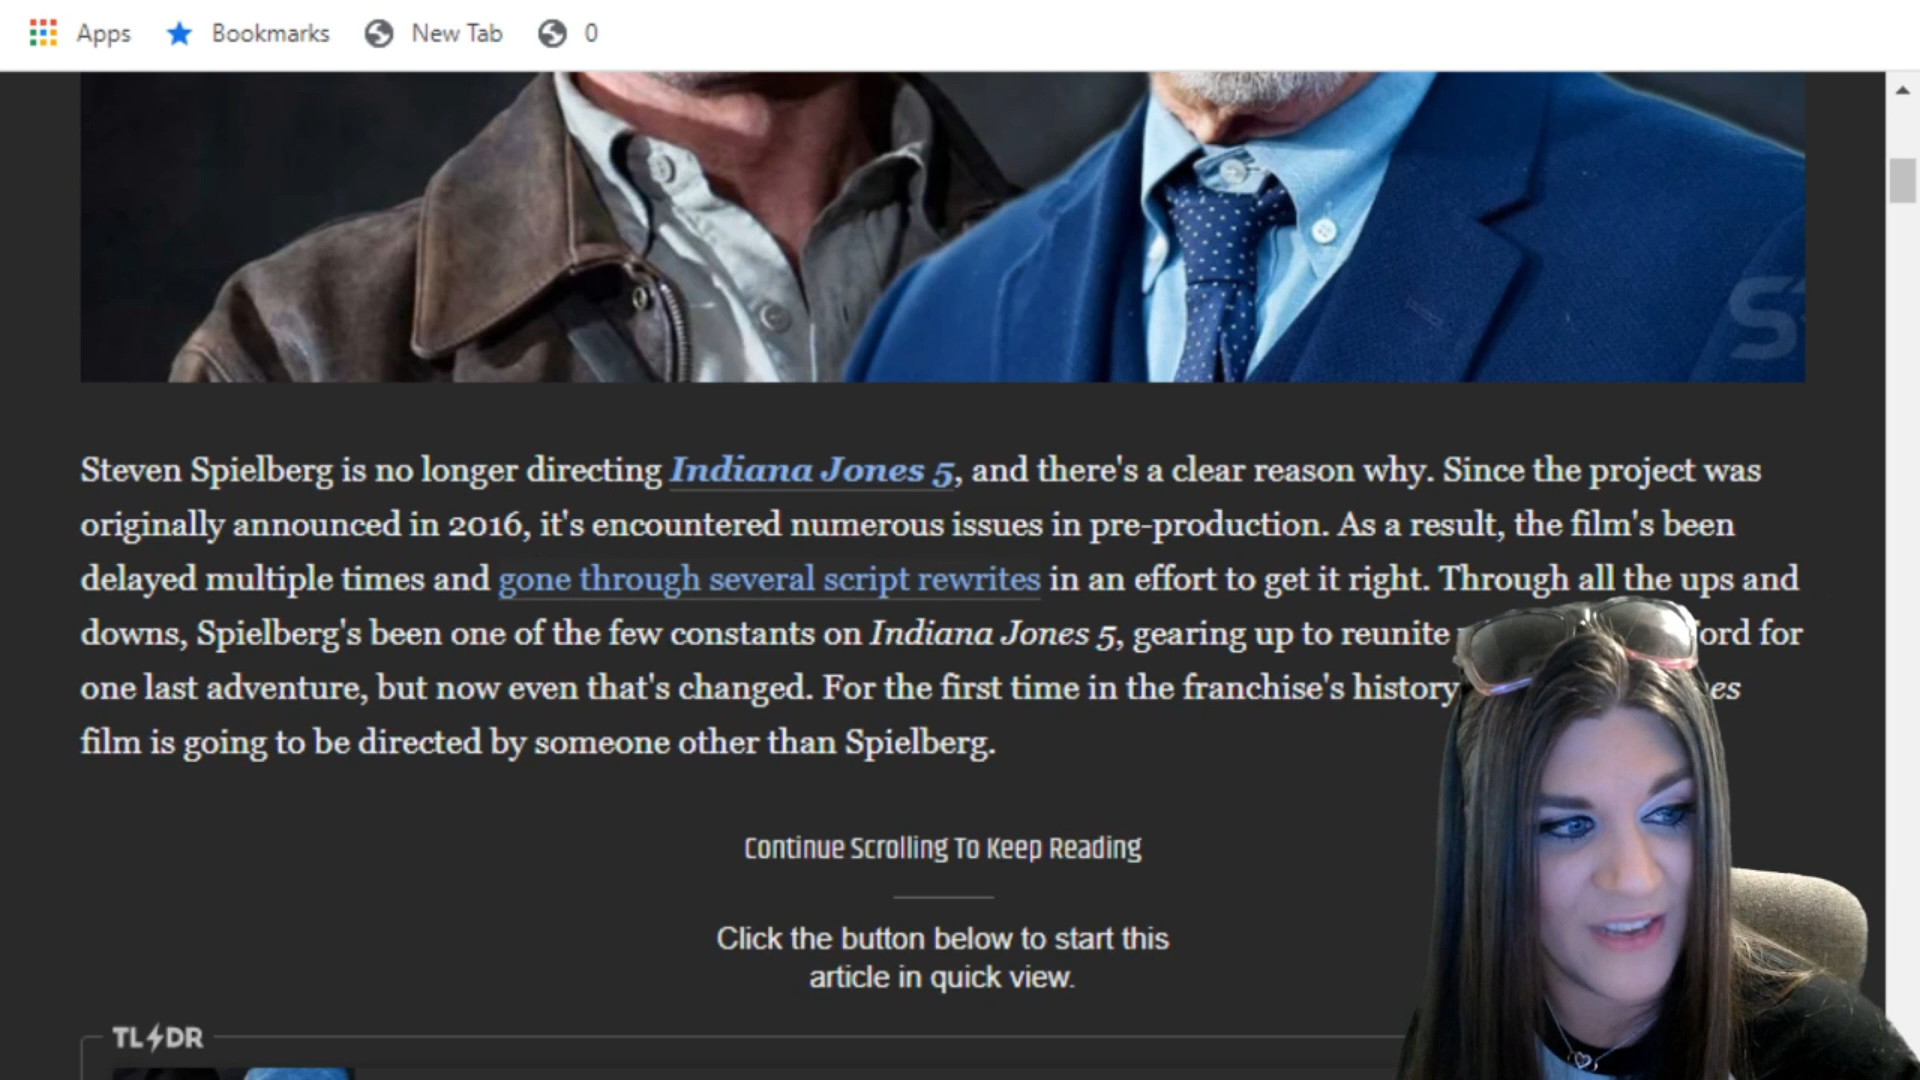 Apps Bookmarks New Tab 0
Steven Spielberg is no longer directing Indiana Jones 5, and there's a clear reason why. Since the project was
originally announced in 2016, it's encountered numerous issues in pre-production. As a result, the film's been
delayed multiple times and gone through several script rewrites in an effort to get it right. Through all the ups and
downs, Spielberg's been one of the few constants on Indiana Jones 5, gearing up to reunite ord for
one last adventure, but now even that's changed. For the first time in the franchise's history es
film is going to be directed by someone other than Spielberg.
Continue Scrolling To Keep Reading
Click the button below to start this
article in quick view.
TL DR